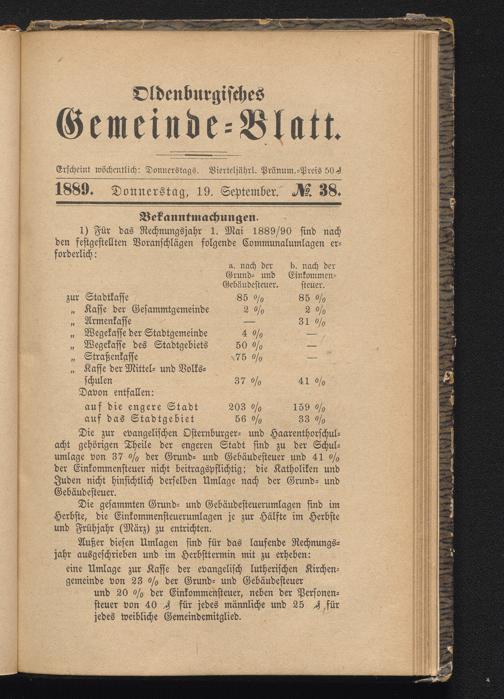 Oldenburgisches
Gemeinde-Blatt.
Erscheint wöchentlich: Donnerstags. Vierteljährl. Pränum.-Preis 50 ₰
1889. Donnerstag, 19. September. № 38.
Bekanntmachungen.
1) Für das Rechnungsjahr 1. Mai 1889/90 sind nach
den festgestellten Voranschlägen folgende Communalumlagen er-
forderlich:
a. nach der b. nach der
Grund- und Einkommen-
Gebäudesteuer. steuer.
zur Stadtkasse 85 % 85 %
„ Kasse der Gesammtgemeinde 2 % 2 %
„ Armenkasse — 31 %
„ Wegekasse der Stadtgemeinde 4 % —
„ Wegekasse des Stadtgebiets 50 % —
„ Straßenkasse 75 % —
„ Kasse der Mittel- und Volks-
schulen 37 % 41 %
Davon entfallen:
auf die engere Stadt 203 % 159 %
auf das Stadtgebiet 56 % 33 %
Die zur evangelischen Osternburger- und Haarenthorschul-
acht gehörigen Theile der engeren Stadt sind zu der Schul-
umlage von 37 % der Grund- und Gebäudesteuer und 41 %
der Einkommensteuer nicht beitragspflichtig; die Katholiken und
Juden nicht hinsichtlich derselben Umlage nach der Grund- und
Gebäudesteuer.
Die gesammten Grund- und Gebäudesteuerumlagen sind im
Herbste, die Einkommensteuerumlagen je zur Hälfte im Herbste
und Frühjahr (März) zu entrichten.
Außer diesen Umlagen sind für das laufende Rechnungs-
jahr ausgeschrieben und im Herbsttermin mit zu erheben:
eine Umlage zur Kasse der evangelisch lutherischen Kirchen-
gemeinde von 23 % der Grund- und Gebäudesteuer
und 20 % der Einkommensteuer, neben der Personen-
steuer von 40 ₰ für jedes männliche und 25 ₰ für
jedes weibliche Gemeindemitglied.